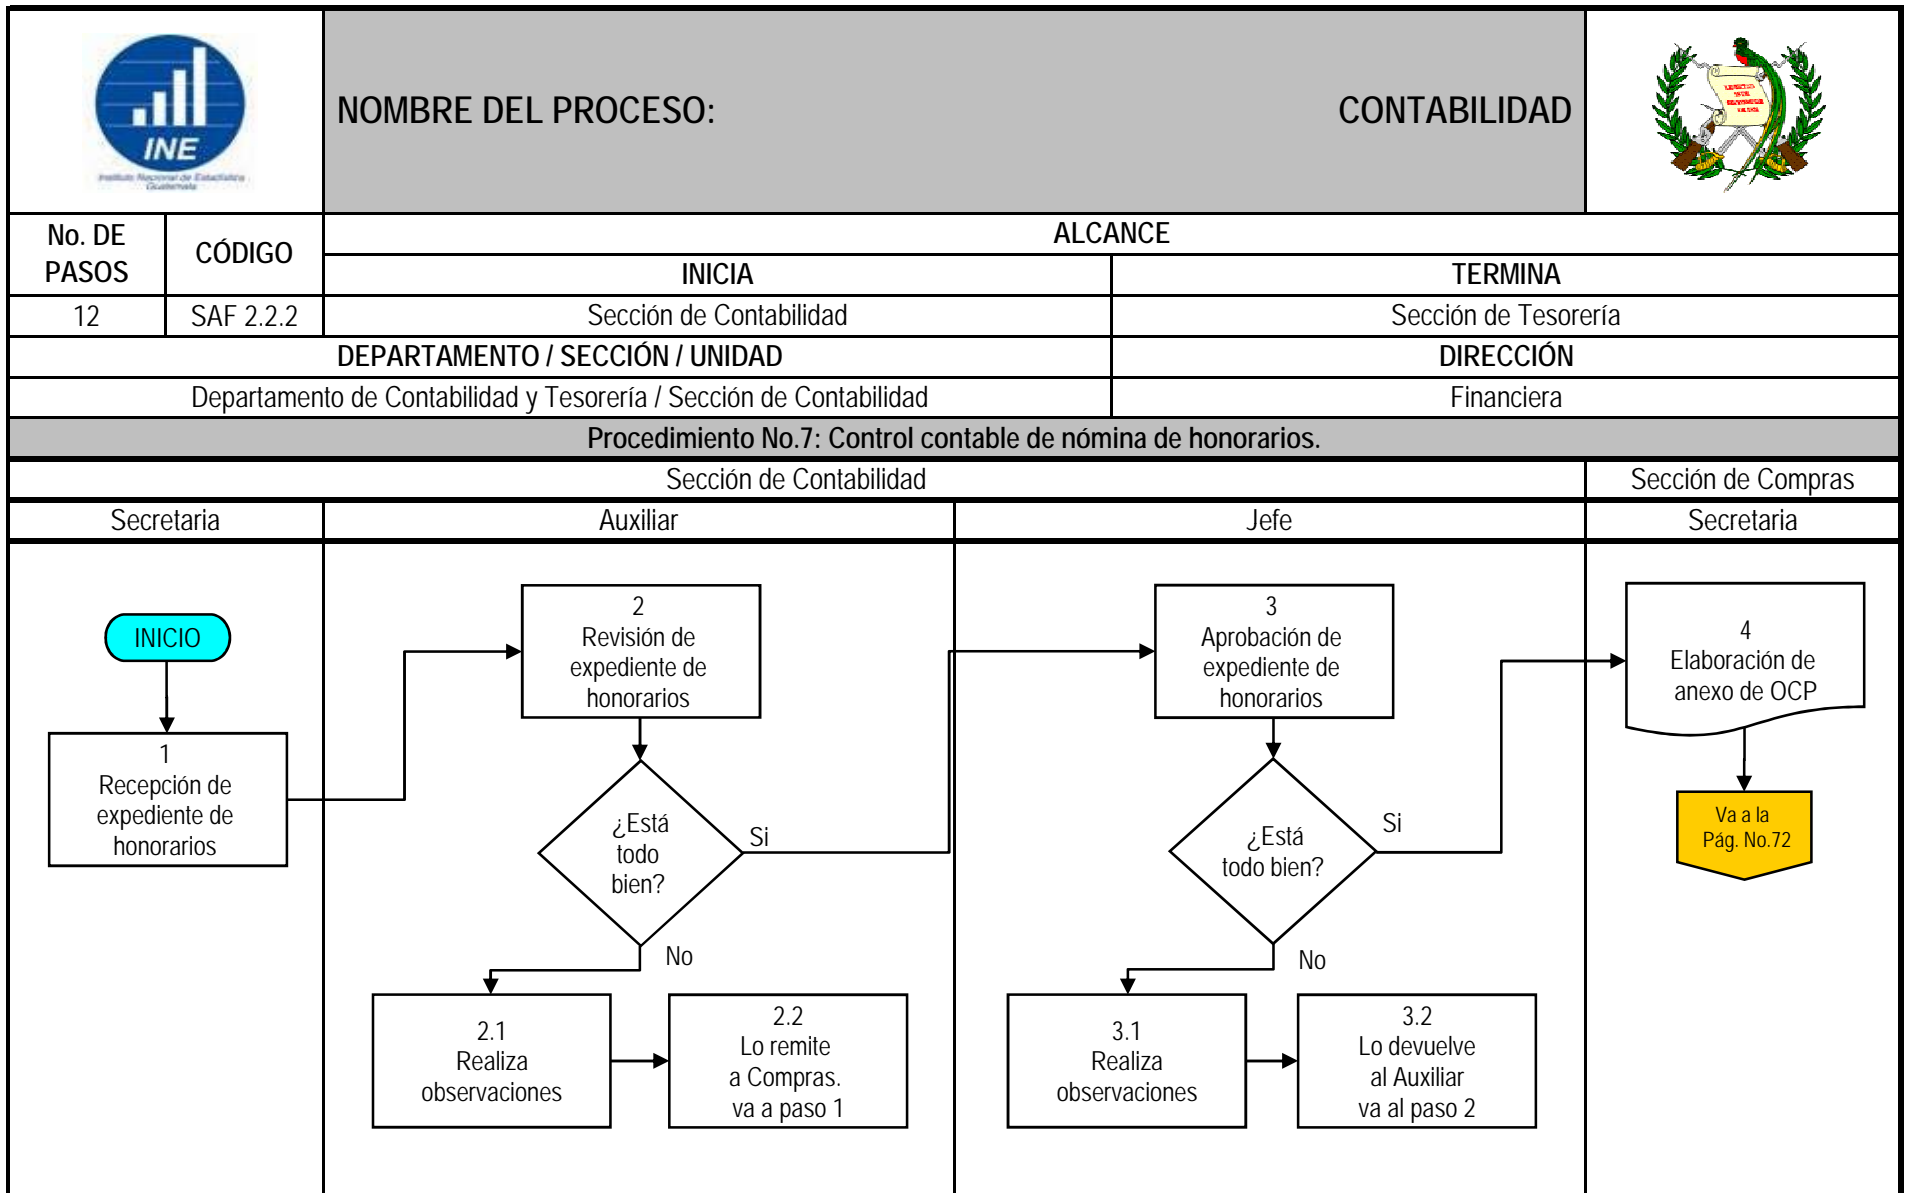 INE
Instituto Nacional de Estadística
Guatemala
NOMBRE DEL PROCESO: CONTABILIDAD
No. DE
PASOS
CÓDIGO
ALCANCE
INICIA
TERMINA
12
SAF 2.2.2
Sección de Contabilidad
Sección de Tesorería
DEPARTAMENTO / SECCIÓN / UNIDAD
DIRECCIÓN
Departamento de Contabilidad y Tesorería / Sección de Contabilidad
Financiera
Procedimiento No.7: Control contable de nómina de honorarios.
Sección de Contabilidad
Sección de Compras
Secretaria
Auxiliar
Jefe
Secretaria
INICIO
1
Recepción de
expediente de
honorarios
2
Revisión de
expediente de
honorarios
¿Está
todo
bien?
Si
No
2.1
Realiza
observaciones
2.2
Lo remite
a Compras.
va a paso 1
3
Aprobación de
expediente de
honorarios
¿Está
todo bien?
Si
No
3.1
Realiza
observaciones
3.2
Lo devuelve
al Auxiliar
va al paso 2
4
Elaboración de
anexo de OCP
Va a la
Pág. No.72